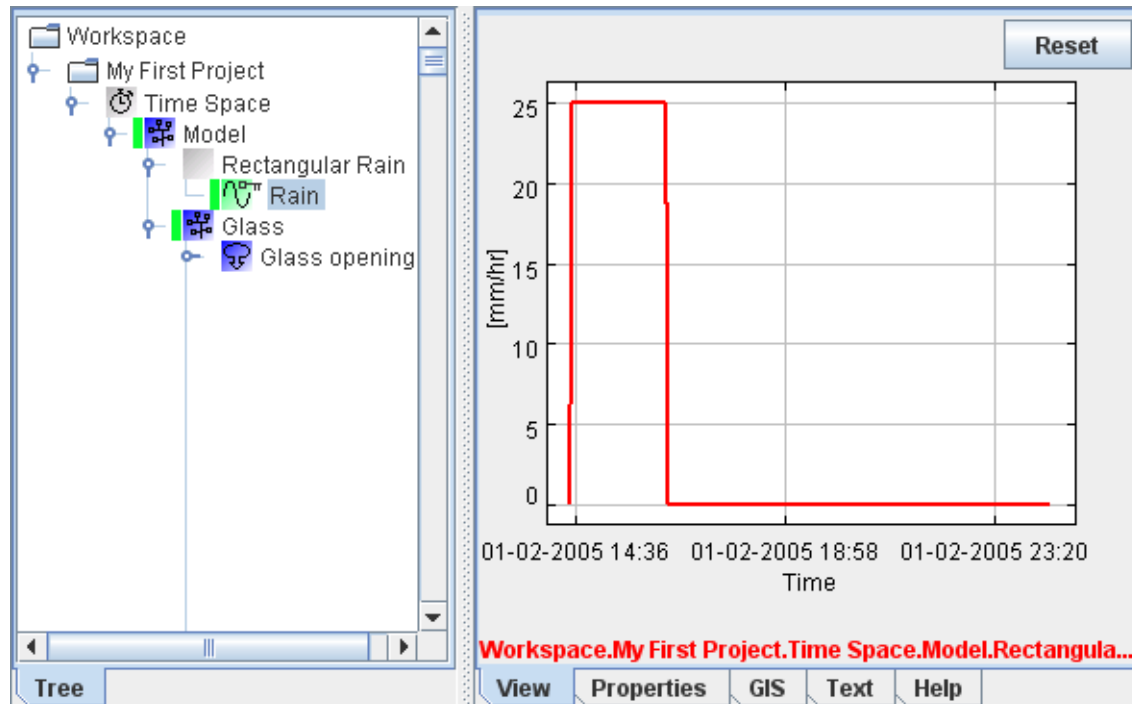 Workspace
My First Project
Time Space
Model
Rectangular Rain
Rain
Glass
Glass opening
Tree
Reset
25
20
15
10
5
0
[mm/hr]
01-02-2005 14:36 01-02-2005 18:58 01-02-2005 23:20
Time
Workspace.My First Project.Time Space.Model.Rectangula...
View Properties GIS Text Help